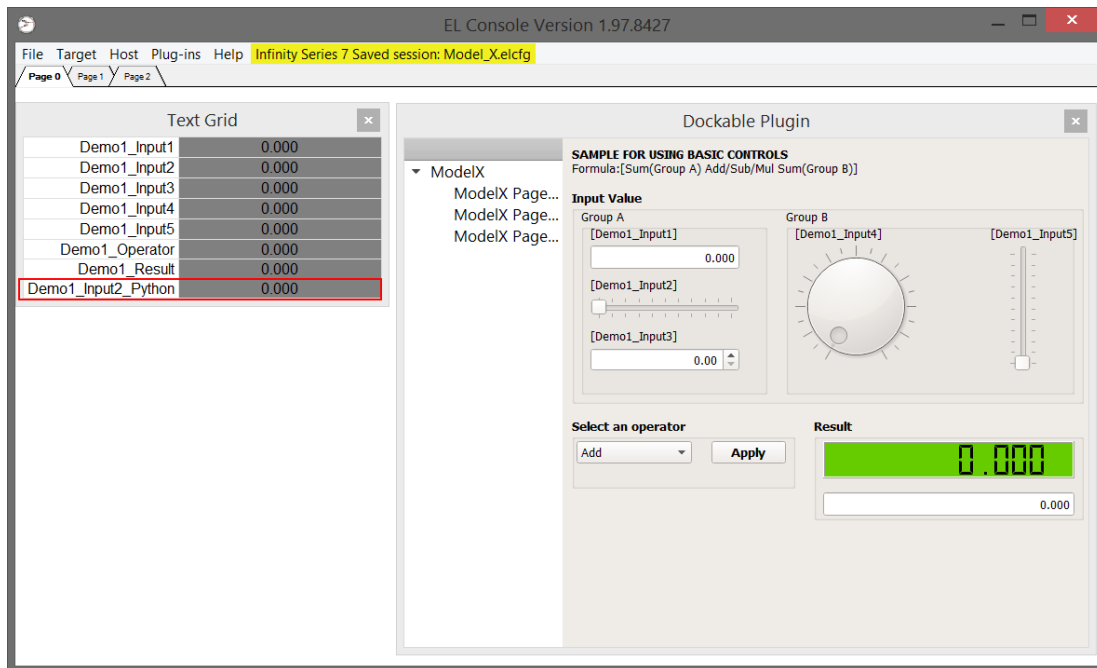 EL Console Version 1.97.8427
File Target Host Plug-ins Help Infinity Series 7 Saved session: Model_X.elcfg
Page 0 Page 1 Page 2
Text Grid
Demo1_Input1 0.000
Demo1_Input2 0.000
Demo1_Input3 0.000
Demo1_Input4 0.000
Demo1_Input5 0.000
Demo1_Operator 0.000
Demo1_Result 0.000
Demo1_Input2_Python 0.000
Dockable Plugin
ModelX
ModelX Page...
ModelX Page...
ModelX Page...
SAMPLE FOR USING BASIC CONTROLS
Formula:[Sum(Group A) Add/Sub/Mul Sum(Group B)]
Input Value
Group A
[Demo1_Input1]
0.000
[Demo1_Input2]
[Demo1_Input3]
0.00
Group B
[Demo1_Input4] [Demo1_Input5]
Select an operator
Add Apply
Result
0.000
0.000